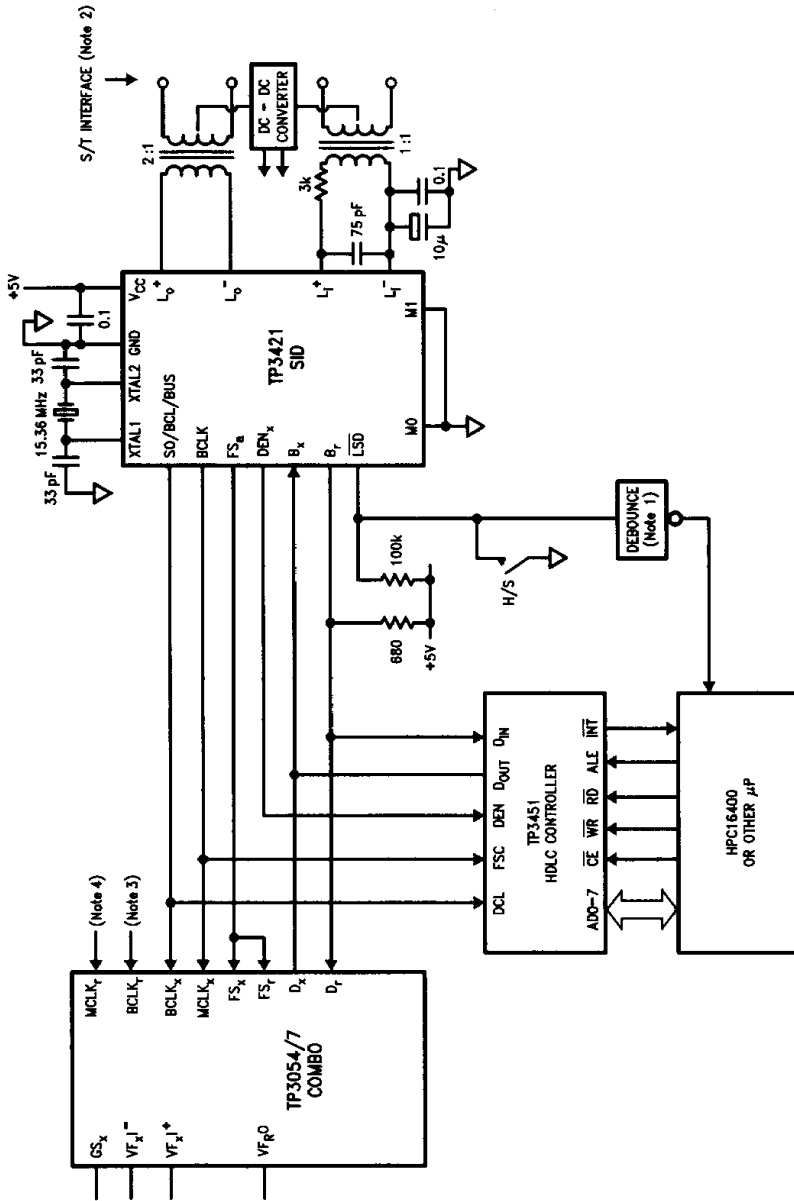 S/T INTERFACE (Note 2)
2:1
DC - DC
CONVERTER
1:1
3k
75 pF
10μ
0.1
+5V
0.1
33 pF
15.36 MHz
33 pF
XTAL1
XTAL2
GND
VCC
SO/BCL/BUS
BCLK
FSa
DENx
Bx
Br
LSD
Lo+
Lo-
LI+
LI-
TP3421
SID
M0
M1
100k
680
+5V
H/S
DEBOUNCE
(Note 1)
MCLKr
(Note 4)
BCLKr
(Note 3)
BCLKx
MCLKx
FSx
FSr
Dx
Dr
GSx
VFxI-
VFxI+
VFRO
TP3054/7
COMBO
DCL
FSC
DEN
DOUT
DIN
TP3451
HDLC CONTROLLER
ADO-7
CE
WR
RD
ALE
INT
HPC16400
OR OTHER μP